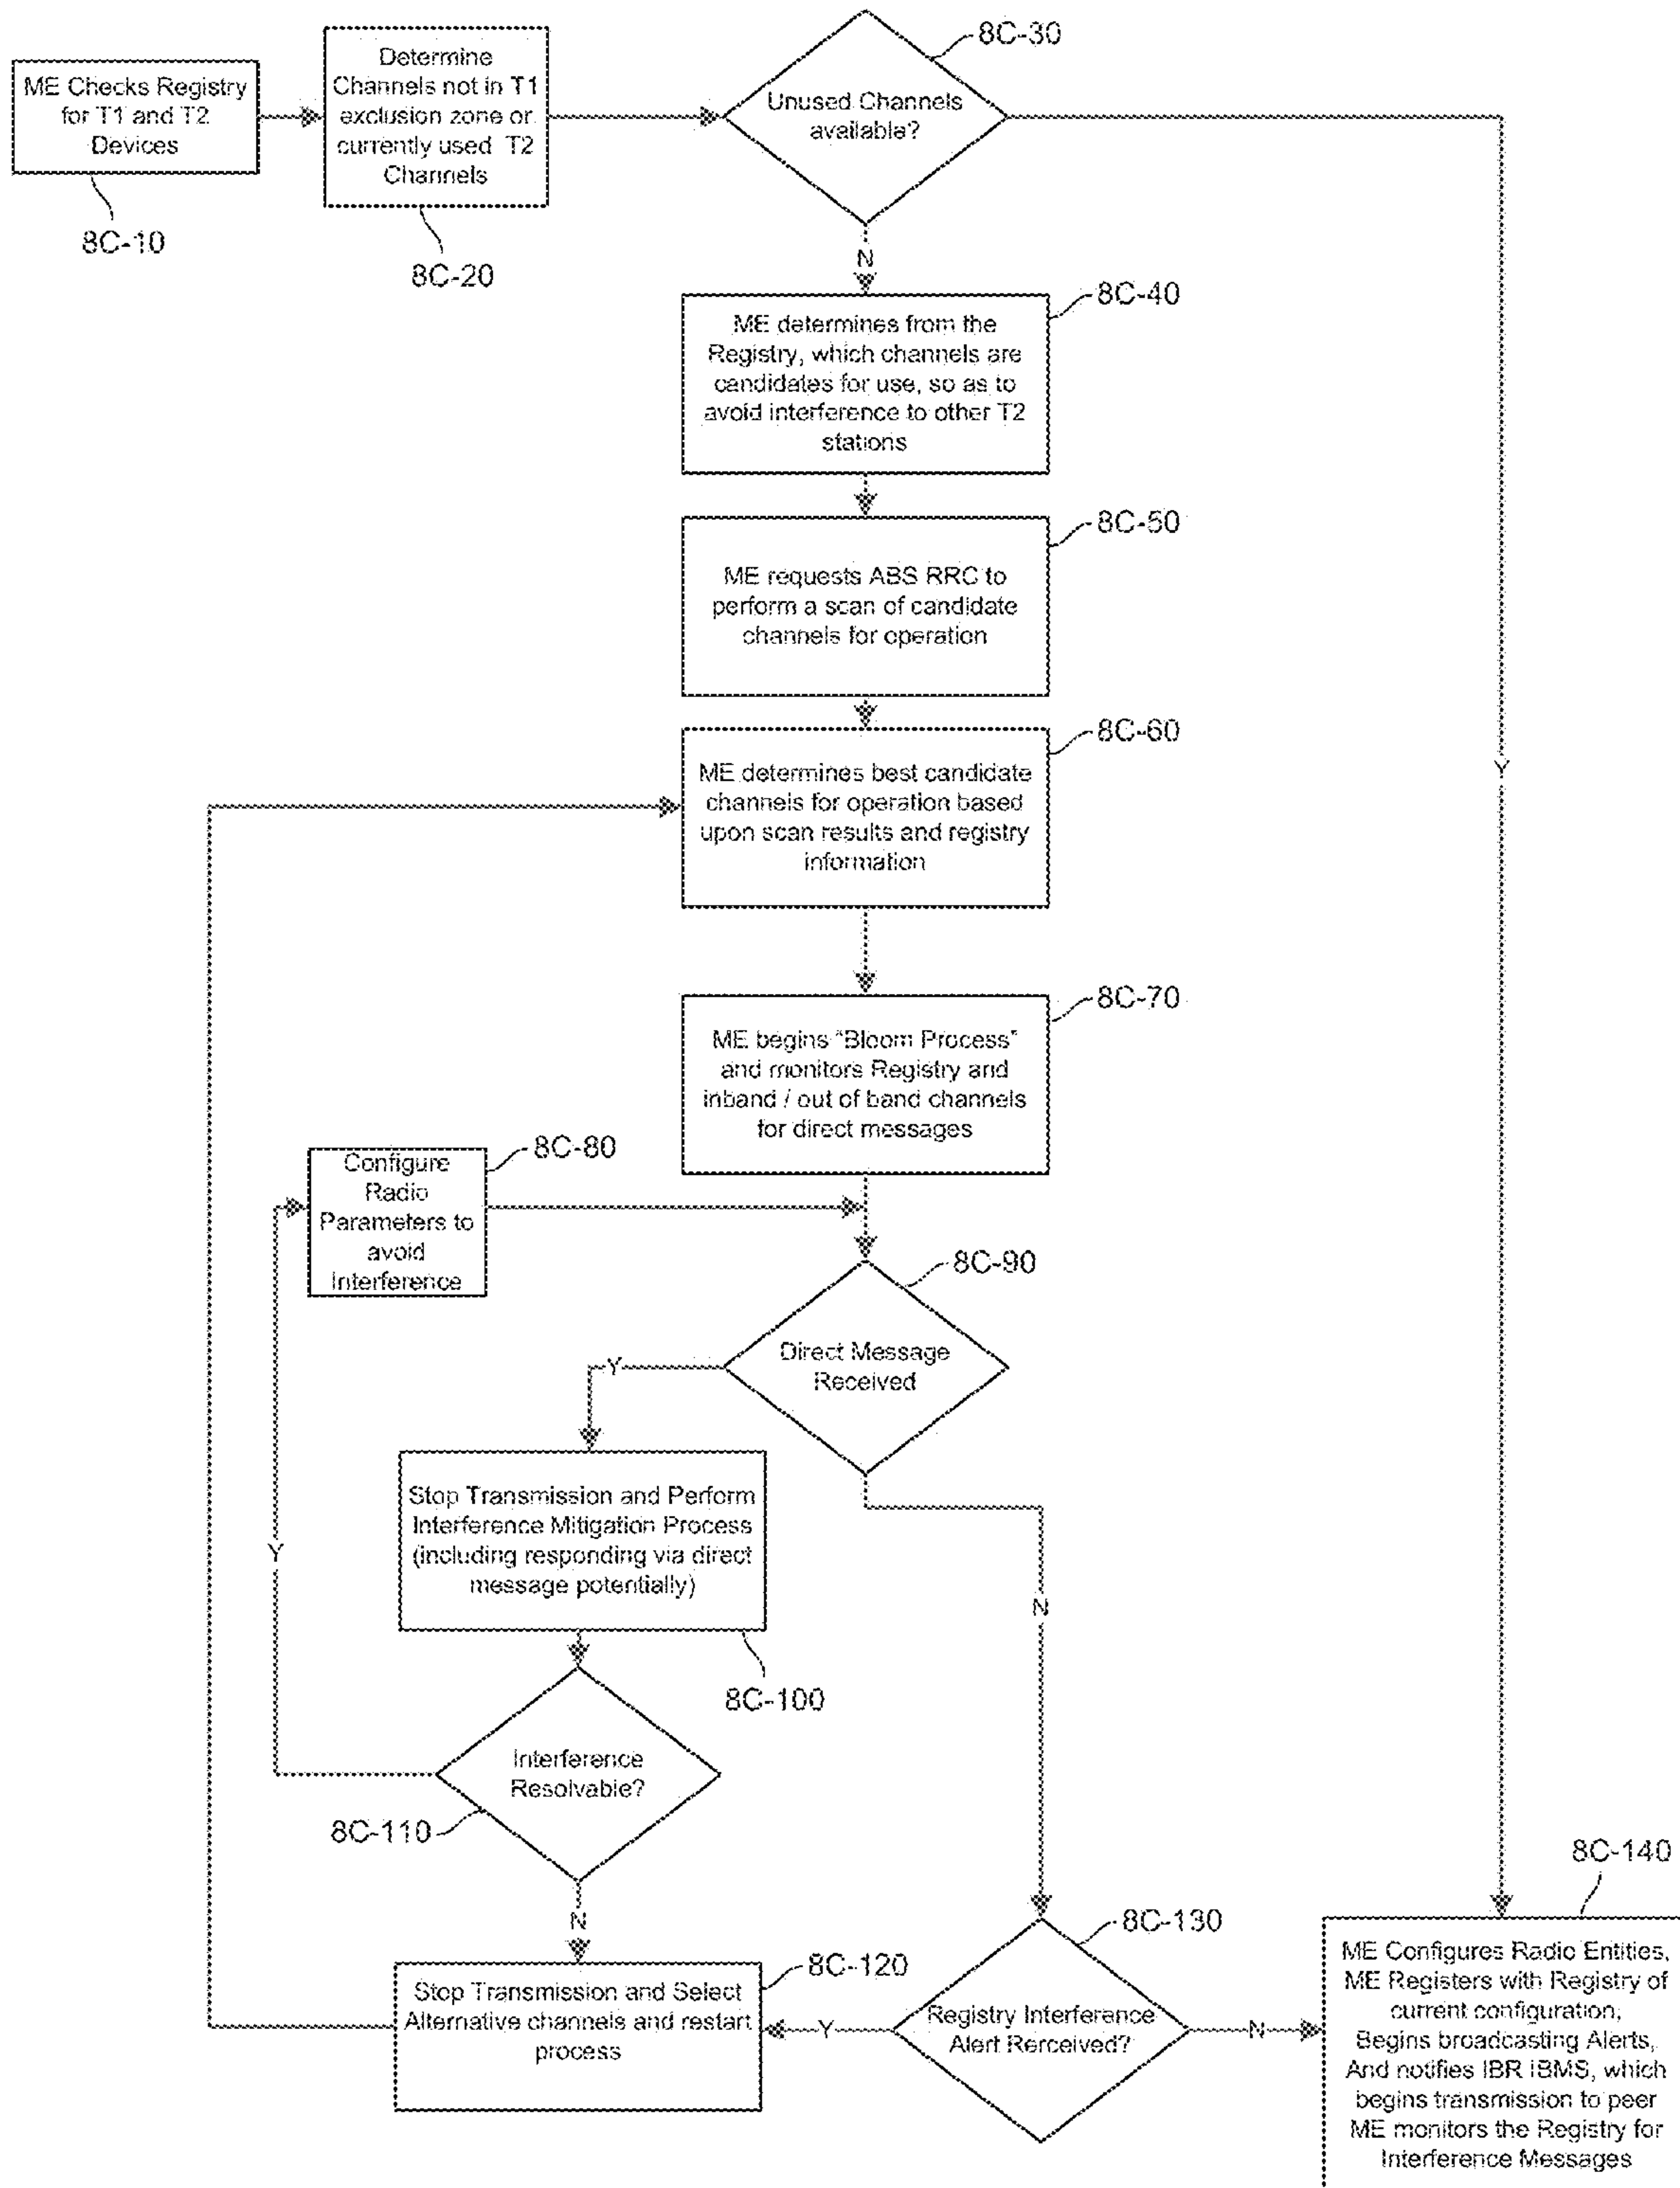 8C-30
ME Checks Registry
for T1 and T2
Devices
8C-10
Determine
Channels not in T1
exclusion zone or
currently used T2
Channels
8C-20
Unused Channels
available?
N
Y
8C-40
ME determines from the
Registry, which channels are
candidates for use, so as to
avoid interference to other T2
stations
8C-50
ME requests ABS RRC to
perform a scan of candidate
channels for operation
8C-60
ME determines best candidate
channels for operation based
upon scan results and registry
information
8C-70
ME begins "Bloom Process"
and monitors Registry and
inband / out of band channels
for direct messages
8C-80
Configure
Radio
Parameters to
avoid
Interference
8C-90
Direct Message
Received
Y
N
Stop Transmission and Perform
Interference Mitigation Process
(including responding via direct
message potentially)
8C-100
Interference
Resolvable?
8C-110
Y
N
8C-120
Stop Transmission and Select
Alternative channels and restart
process
8C-130
Registry Interference
Alert Rerceived?
Y
N
8C-140
ME Configures Radio Entities,
ME Registers with Registry of
current configuration,
Begins broadcasting Alerts,
And notifies IBR IBMS, which
begins transmission to peer
ME monitors the Registry for
Interference Messages